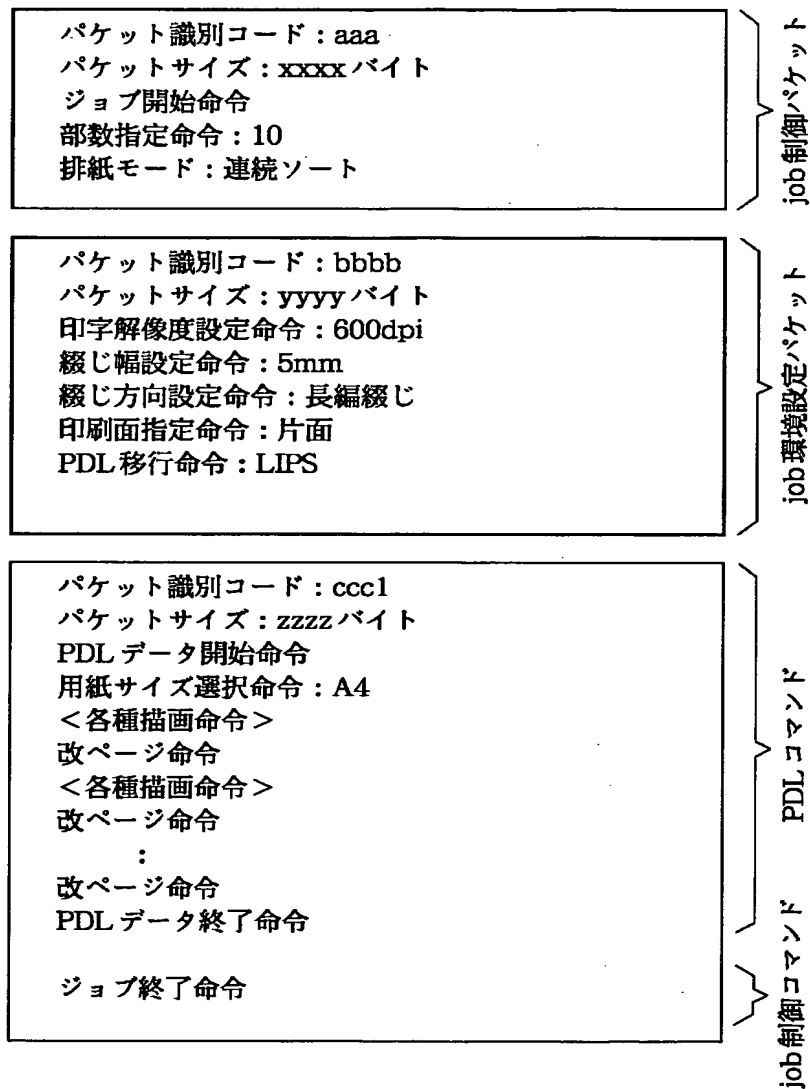 パケット識別コード：aaa
パケットサイズ：xxxxバイト
ジョブ開始命令
部数指定命令：10
排紙モード：連続ソート
job制御パケット
パケット識別コード：bbbb
パケットサイズ：yyyyバイト
印字解像度設定命令：600dpi
綴じ幅設定命令：5mm
綴じ方向設定命令：長編綴じ
印刷面指定命令：片面
PDL移行命令：LIPS
job環境設定パケット
パケット識別コード：ccc1
パケットサイズ：zzzzバイト
PDLデータ開始命令
用紙サイズ選択命令：A4
＜各種描画命令＞
改ページ命令
＜各種描画命令＞
改ページ命令
：
改ページ命令
PDLデータ終了命令
PDLコマンド
ジョブ終了命令
job制御コマンド